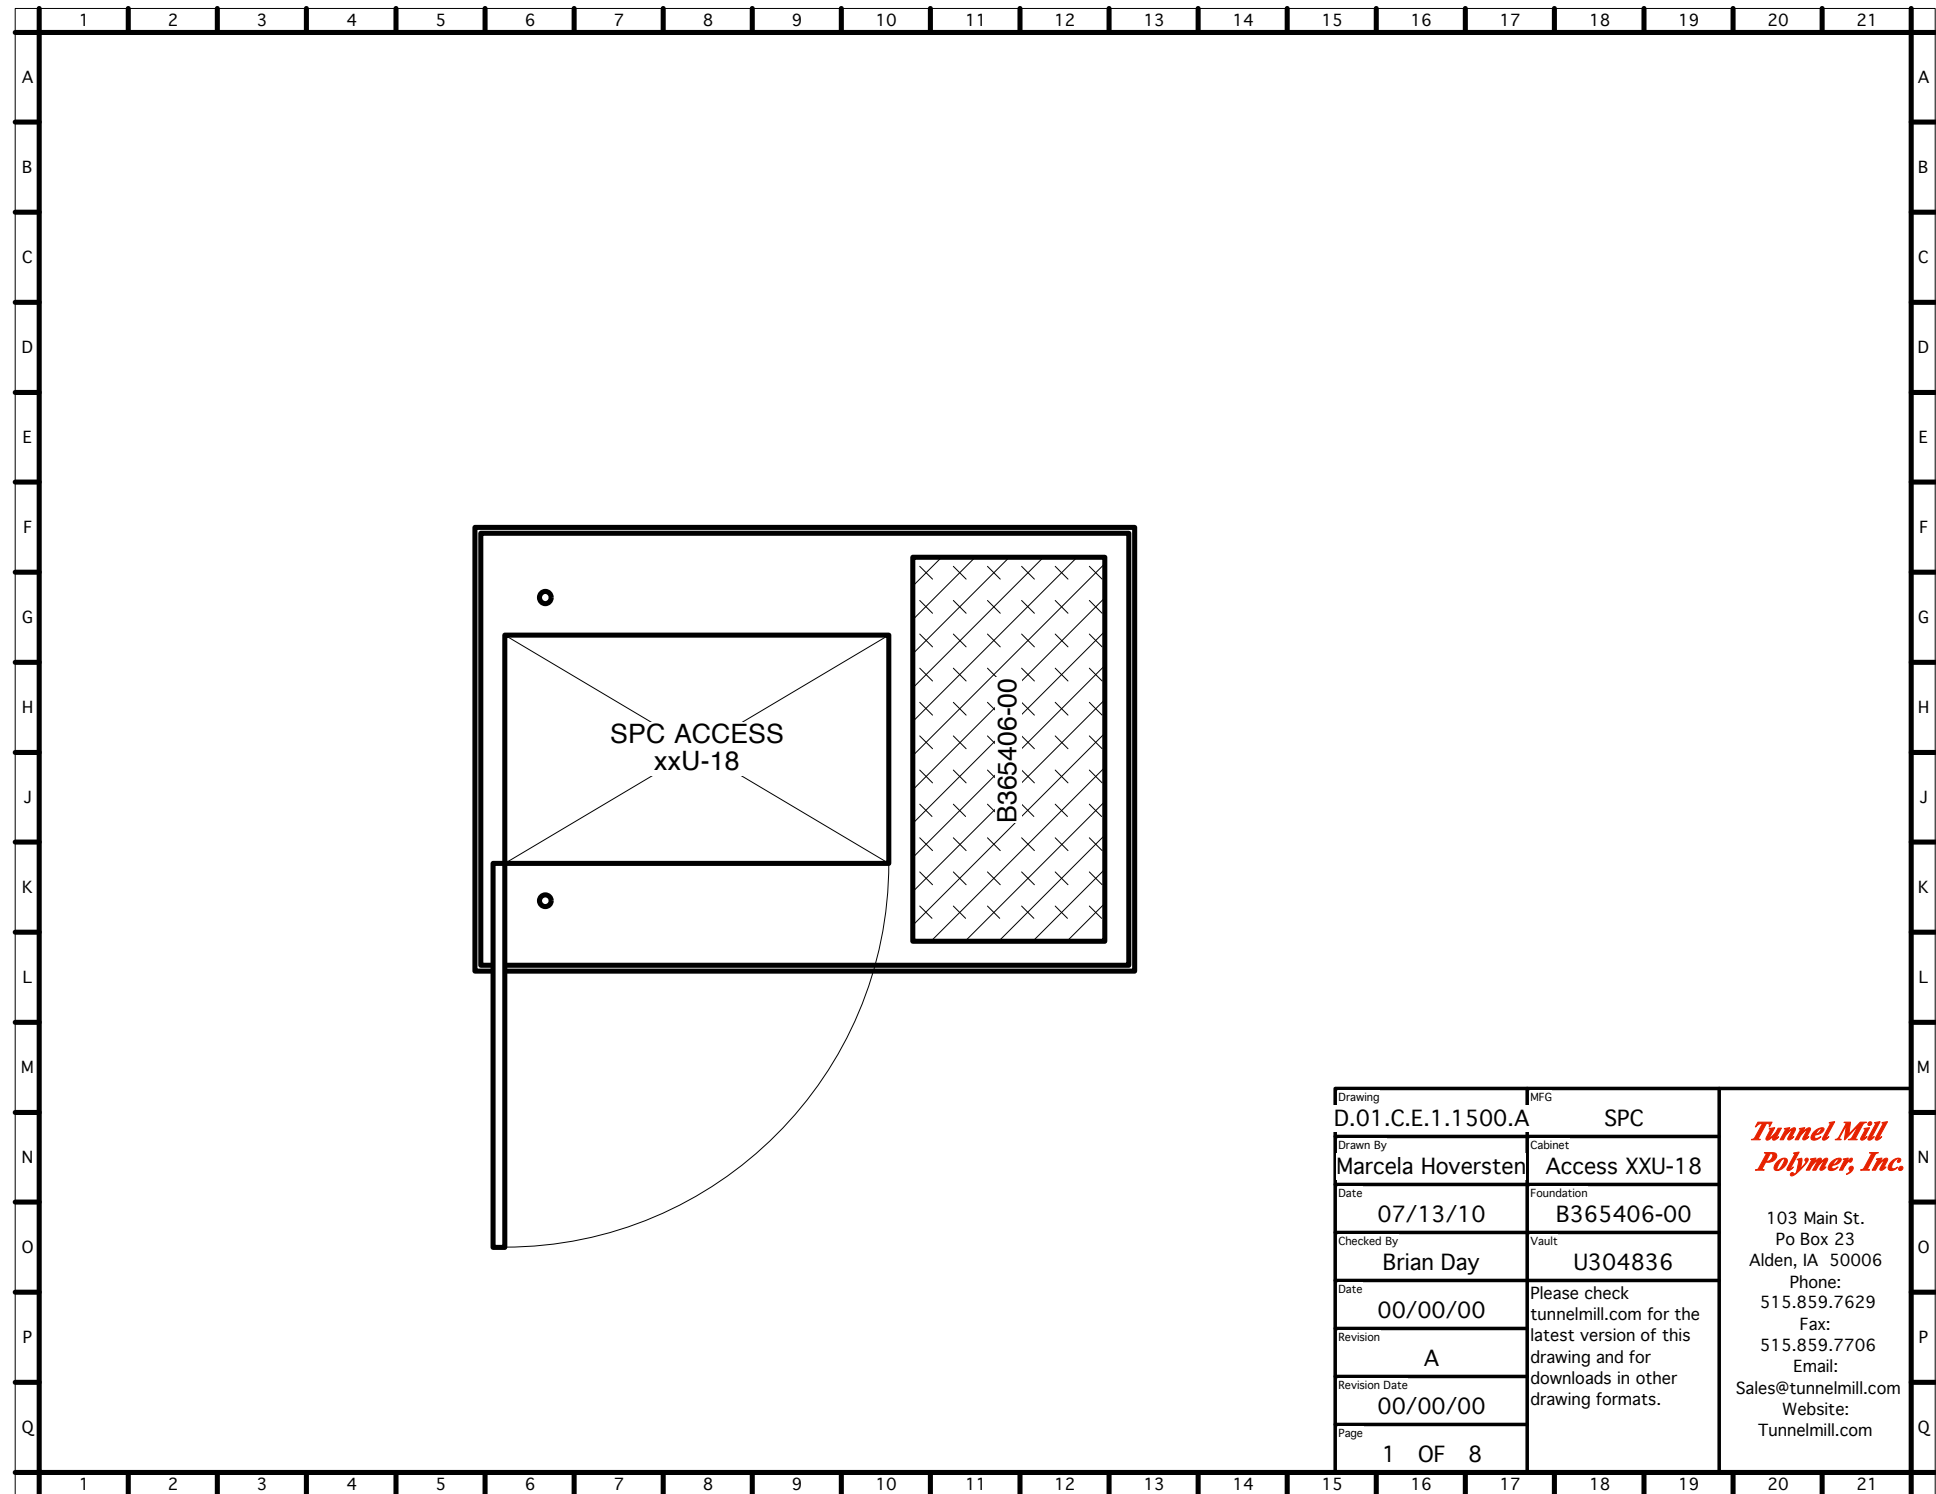 1 2 3 4 5 6 7 8 9 10 11 12 13 14 15 16 17 18 19 20 21
A A
B B
C C
D D
E E
F F
G G
H H
J J
K K
L L
M M
N N
O O
P P
Q Q
SPC ACCESS
xxU-18
B365406-00
Drawing
D.01.C.E.1.1500.A
MFG
SPC
Drawn By
Marcela Hoversten
Cabinet
Access XXU-18
Date
07/13/10
Foundation
B365406-00
Checked By
Brian Day
Vault
U304836
Date
00/00/00
Revision
A
Revision Date
00/00/00
Page
1 OF 8
Please check
tunnelmill.com for the
latest version of this
drawing and for
downloads in other
drawing formats.
Tunnel Mill
Polymer, Inc.
103 Main St.
Po Box 23
Alden, IA 50006
Phone:
515.859.7629
Fax:
515.859.7706
Email:
Sales@tunnelmill.com
Website:
Tunnelmill.com
1 2 3 4 5 6 7 8 9 10 11 12 13 14 15 16 17 18 19 20 21